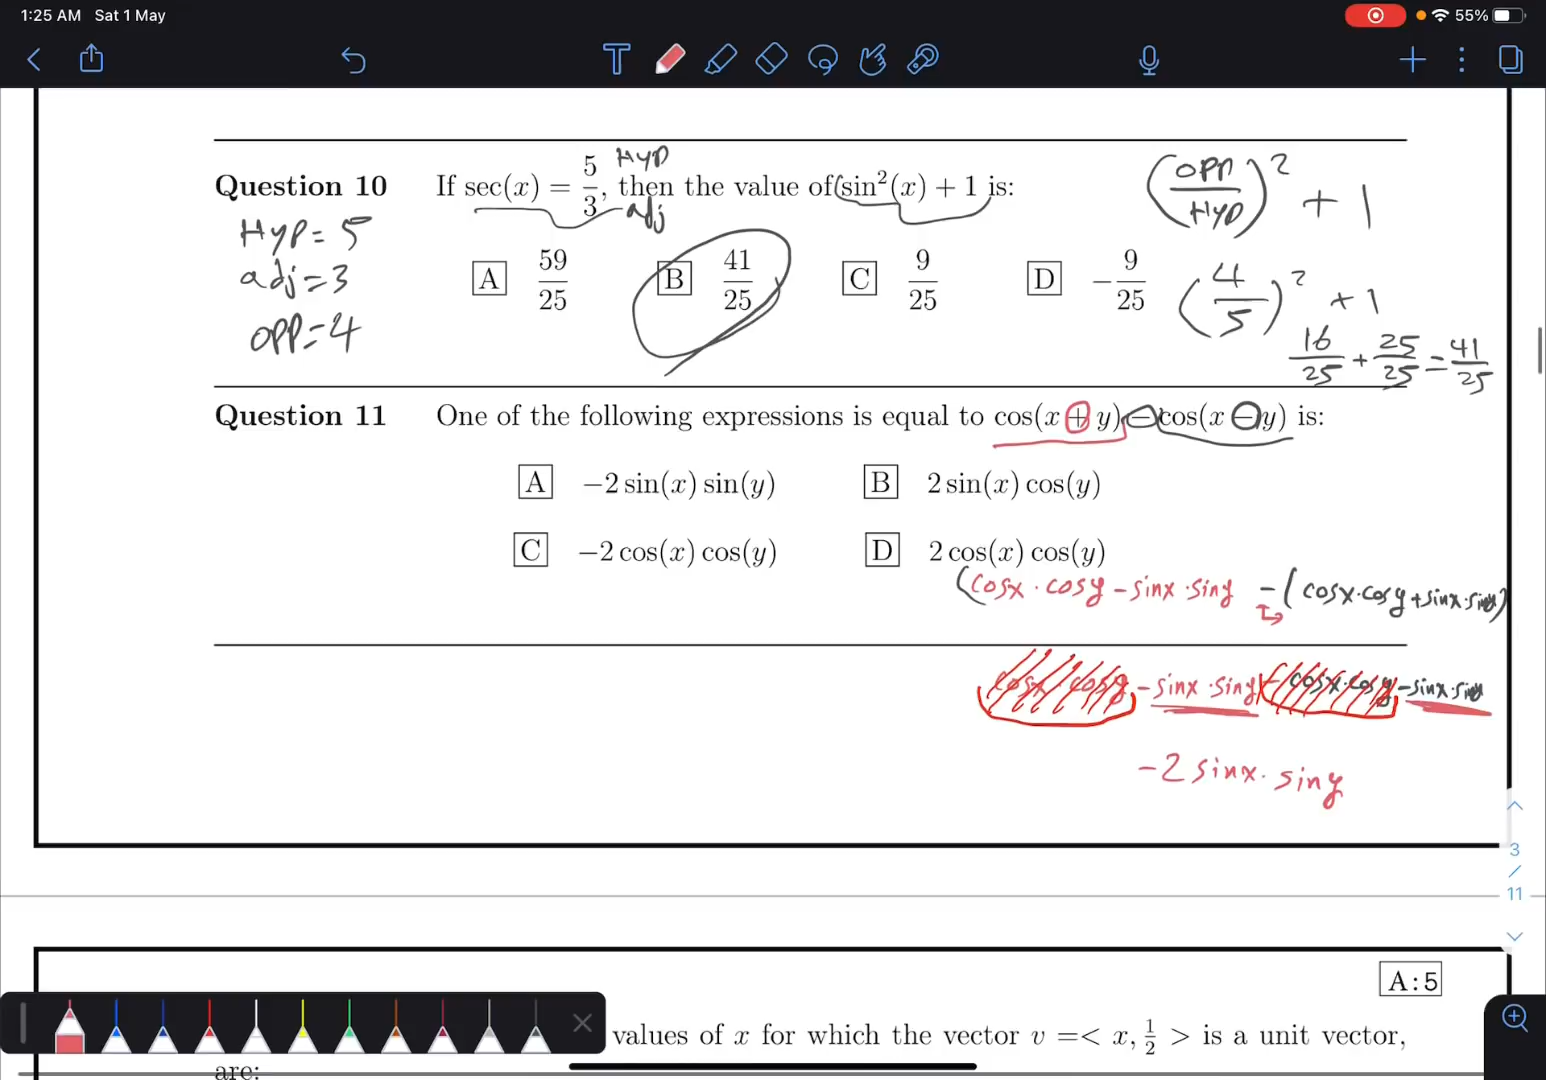 1:25 AM Sat 1 May
55%
T
HYP
Question 10 If sec(x) = 5/3, then the value of sin²(x) + 1 is:
adj
(OPP/HYP)² + 1
HYP = 5
adj = 3
OPP = 4
A 59/25 B 41/25 C 9/25 D −9/25
(4/5)² + 1
16/25 + 25/25 = 41/25
Question 11 One of the following expressions is equal to cos(x + y) − cos(x − y) is:
A −2 sin(x) sin(y) B 2 sin(x) cos(y)
C −2 cos(x) cos(y) D 2 cos(x) cos(y)
(cosx · cosy − sinx · siny − (cosx · cosy + sinx · siny)
cosx · cosy − sinx · siny − cosx · cosy − sinx · siny
−2 sinx · siny
3
/
11
A : 5
values of x for which the vector v =< x, 1/2 > is a unit vector,
are: